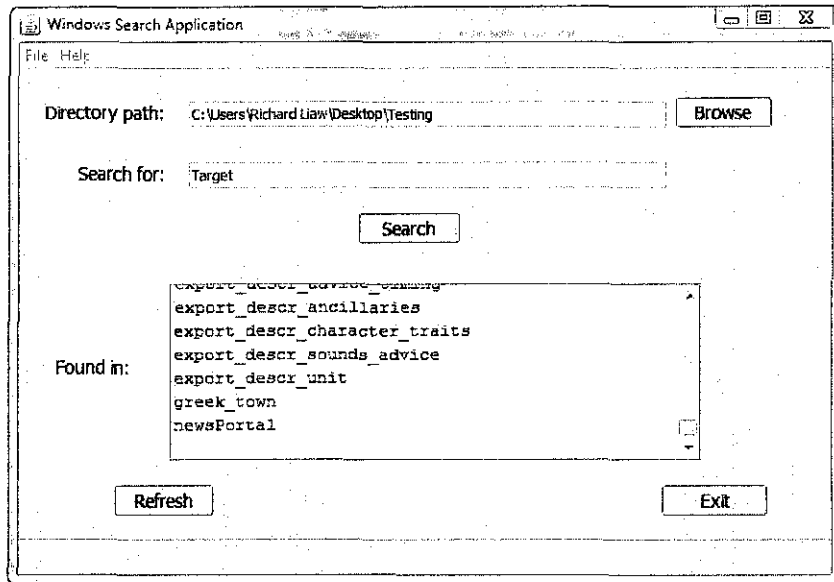 Windows Search Application
File Help
Directory path: C:\Users\Richard Liaw\Desktop\Testing Browse
Search for: Target
Search
export_descr_advice_enming
export_descr_ancillaries
export_descr_character_traits
export_descr_sounds_advice
Found in:
export_descr_unit
greek_town
newsPortal
Refresh Exit